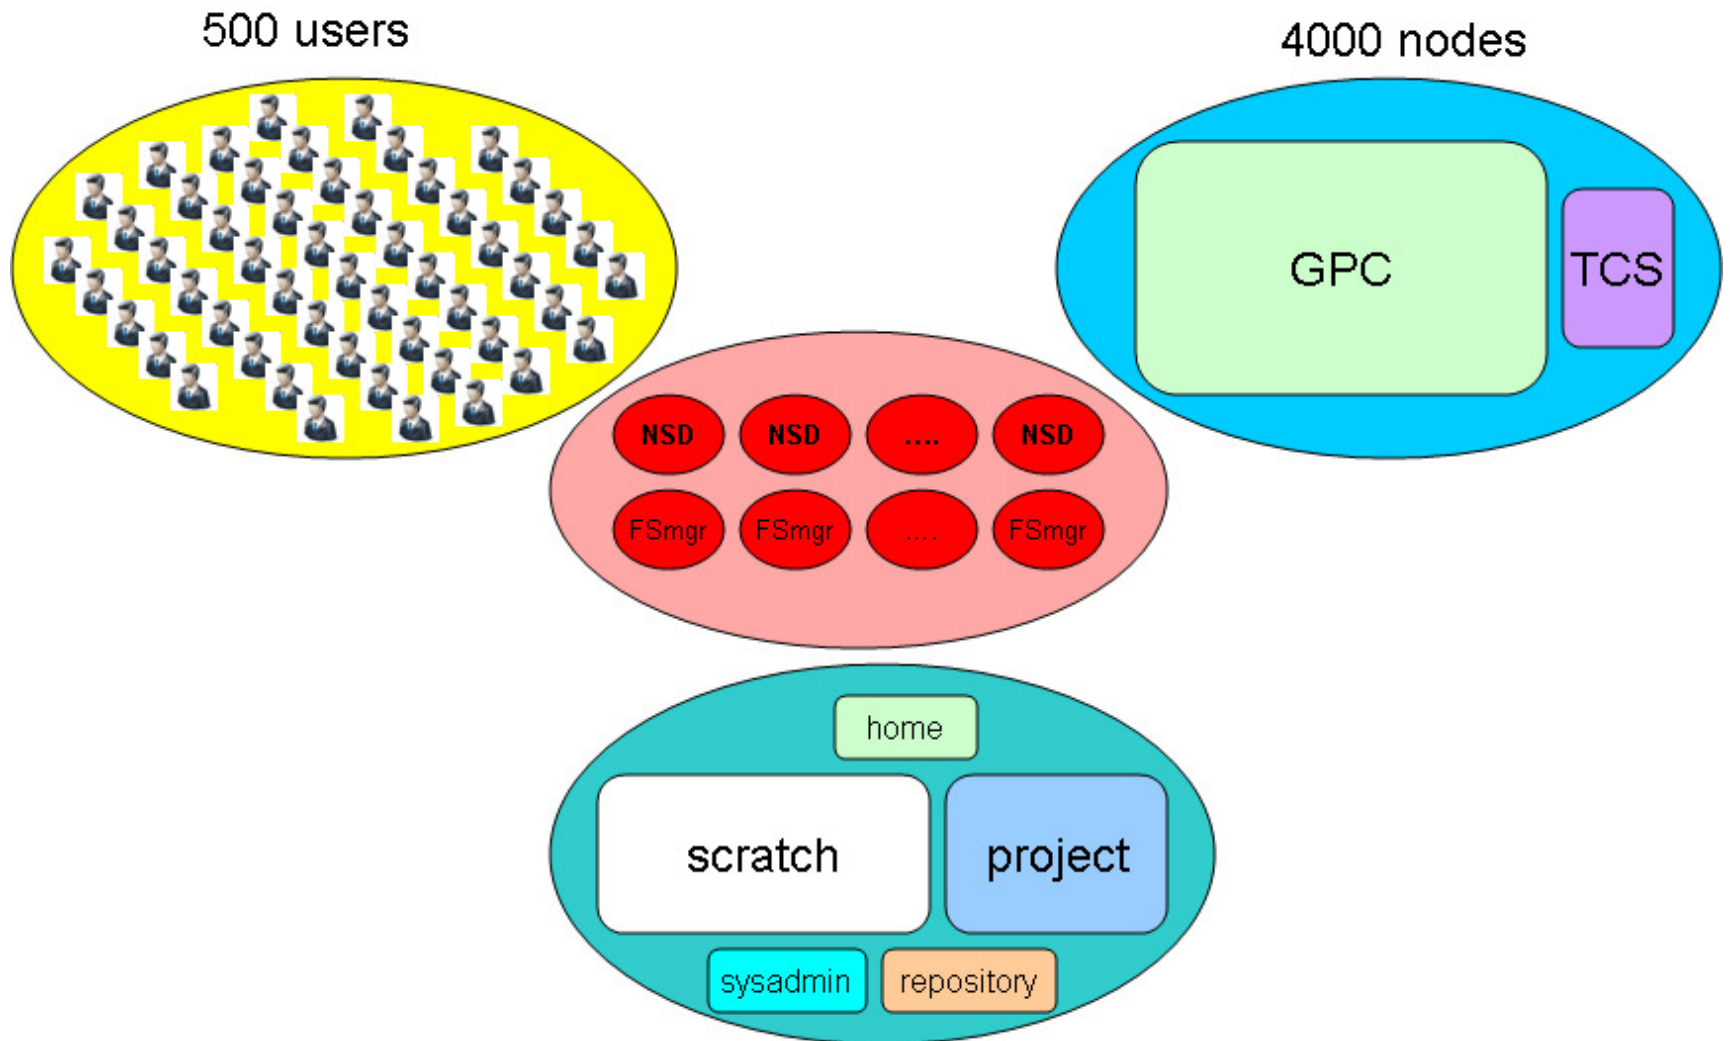 500 users
4000 nodes
GPC
TCS
NSD
NSD
....
NSD
FSmgr
FSmgr
....
FSmgr
home
scratch
project
sysadmin
repository